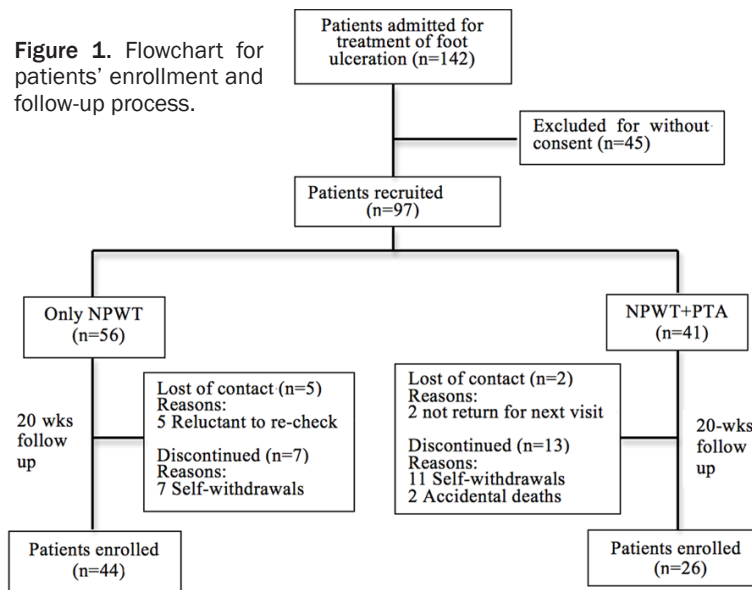 Figure 1. Flowchart for
patients’ enrollment and
follow-up process.
Patients admitted for
treatment of foot
ulceration (n=142)
Excluded for without
consent (n=45)
Patients recruited
(n=97)
Only NPWT
(n=56)
NPWT+PTA
(n=41)
20 wks
follow
up
Lost of contact (n=5)
Reasons:
5 Reluctant to re-check
Discontinued (n=7)
Reasons:
7 Self-withdrawals
Lost of contact (n=2)
Reasons:
2 not return for next visit
Discontinued (n=13)
Reasons:
11 Self-withdrawals
2 Accidental deaths
20-wks
follow
up
Patients enrolled
(n=44)
Patients enrolled
(n=26)